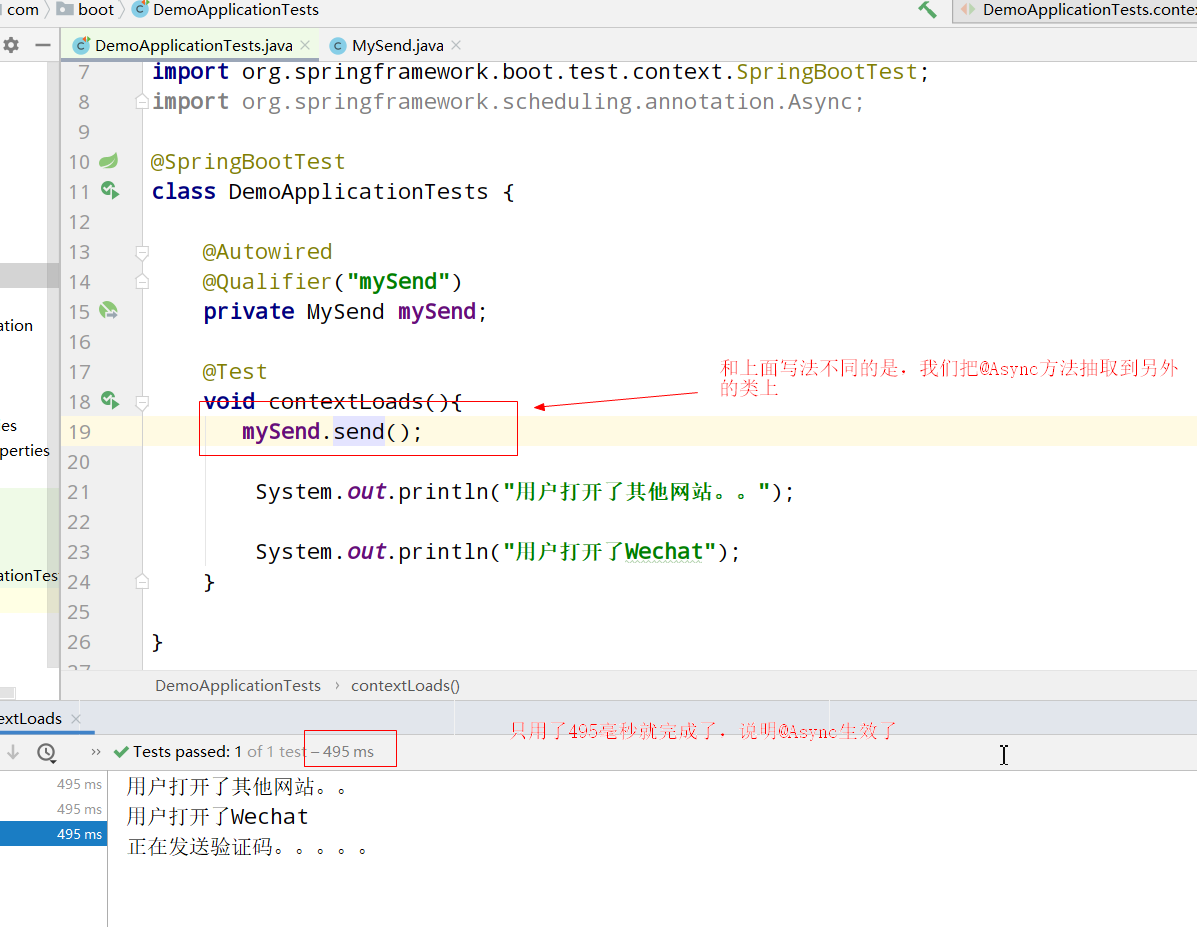 com boot DemoApplicationTests DemoApplicationTests.conte
DemoApplicationTests.java MySend.java
7 import org.springframework.boot.test.context.SpringBootTest;
8 import org.springframework.scheduling.annotation.Async;
9
10 @SpringBootTest
11 class DemoApplicationTests {
12
13 @Autowired
14 @Qualifier("mySend")
15 private MySend mySend;
ation
16
17 @Test
和上面写法不同的是，我们把@Async方法抽取到另外
的类上
18 void contextLoads(){
es
19 mySend.send();
perties
20
21 System.out.println("用户打开了其他网站。。");
22
23 System.out.println("用户打开了Wechat");
ationTes
24 }
25
26 }
27
DemoApplicationTests › contextLoads()
extLoads
只用了495毫秒就完成了，说明@Async生效了
» Tests passed: 1 of 1 test – 495 ms
495 ms 用户打开了其他网站。。
495 ms 用户打开了Wechat
495 ms 正在发送验证码。。。。。